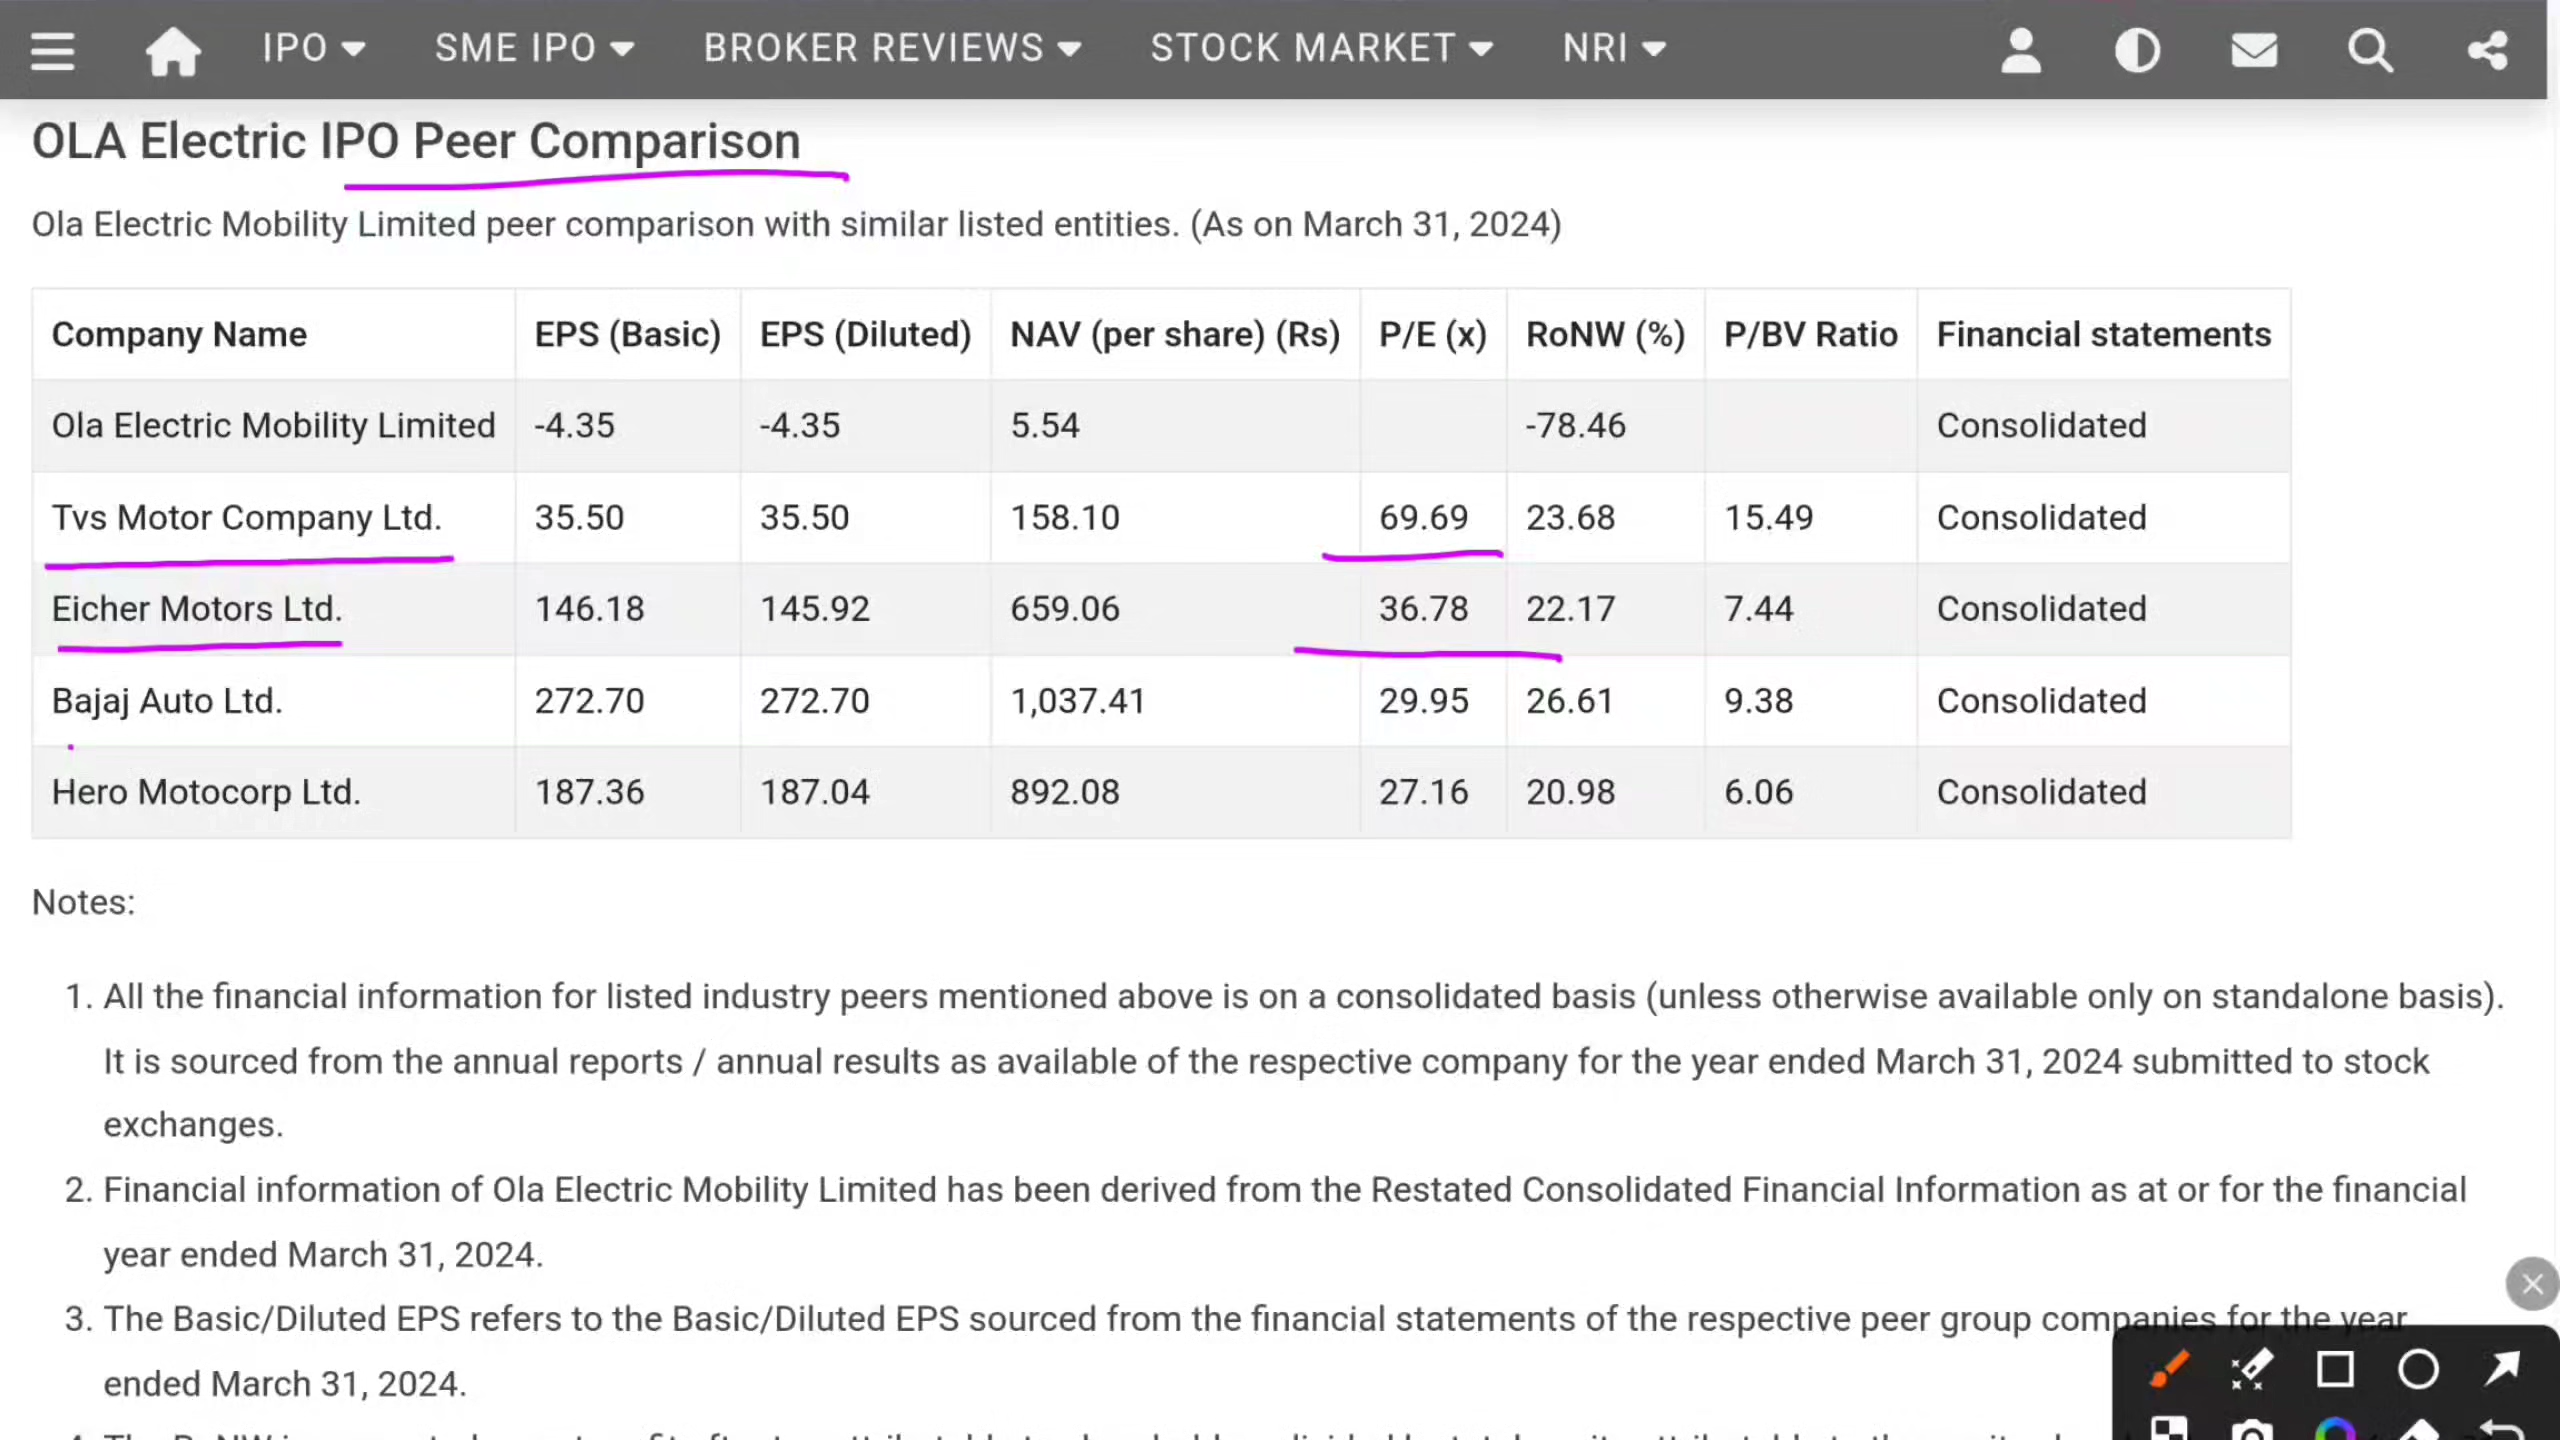 IPO SME IPO BROKER REVIEWS STOCK MARKET NRI
OLA Electric IPO Peer Comparison
Ola Electric Mobility Limited peer comparison with similar listed entities. (As on March 31, 2024)
Company Name EPS (Basic) EPS (Diluted) NAV (per share) (Rs) P/E (x) RoNW (%) P/BV Ratio Financial statements
Ola Electric Mobility Limited -4.35 -4.35 5.54 -78.46 Consolidated
Tvs Motor Company Ltd. 35.50 35.50 158.10 69.69 23.68 15.49 Consolidated
Eicher Motors Ltd. 146.18 145.92 659.06 36.78 22.17 7.44 Consolidated
Bajaj Auto Ltd. 272.70 272.70 1,037.41 29.95 26.61 9.38 Consolidated
Hero Motocorp Ltd. 187.36 187.04 892.08 27.16 20.98 6.06 Consolidated
Notes:
1. All the financial information for listed industry peers mentioned above is on a consolidated basis (unless otherwise available only on standalone basis).
It is sourced from the annual reports / annual results as available of the respective company for the year ended March 31, 2024 submitted to stock
exchanges.
2. Financial information of Ola Electric Mobility Limited has been derived from the Restated Consolidated Financial Information as at or for the financial
year ended March 31, 2024.
3. The Basic/Diluted EPS refers to the Basic/Diluted EPS sourced from the financial statements of the respective peer group companies for the year
ended March 31, 2024.